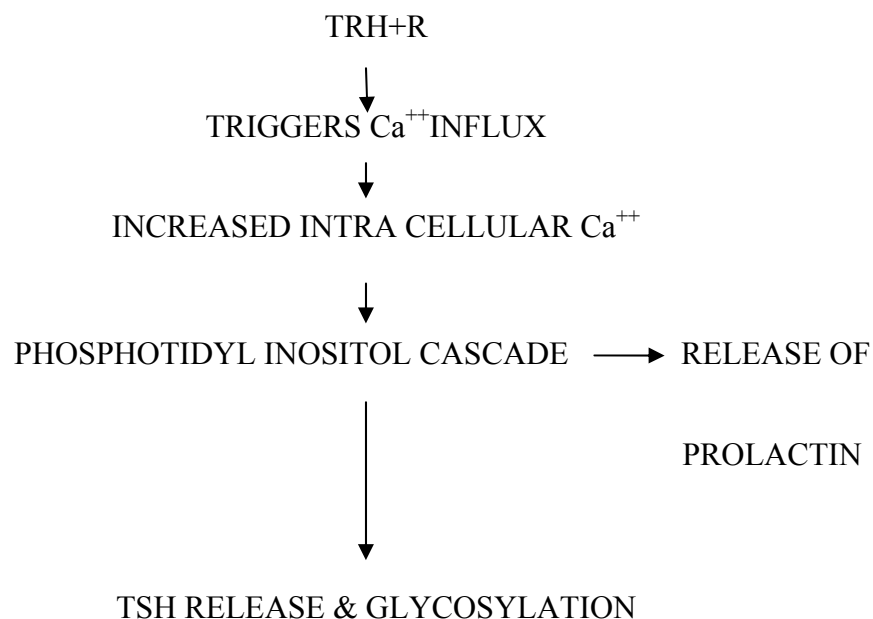 TRH+R
TRIGGERS Ca⁺⁺INFLUX
INCREASED INTRA CELLULAR Ca⁺⁺
PHOSPHOTIDYL INOSITOL CASCADE RELEASE OF
PROLACTIN
TSH RELEASE & GLYCOSYLATION